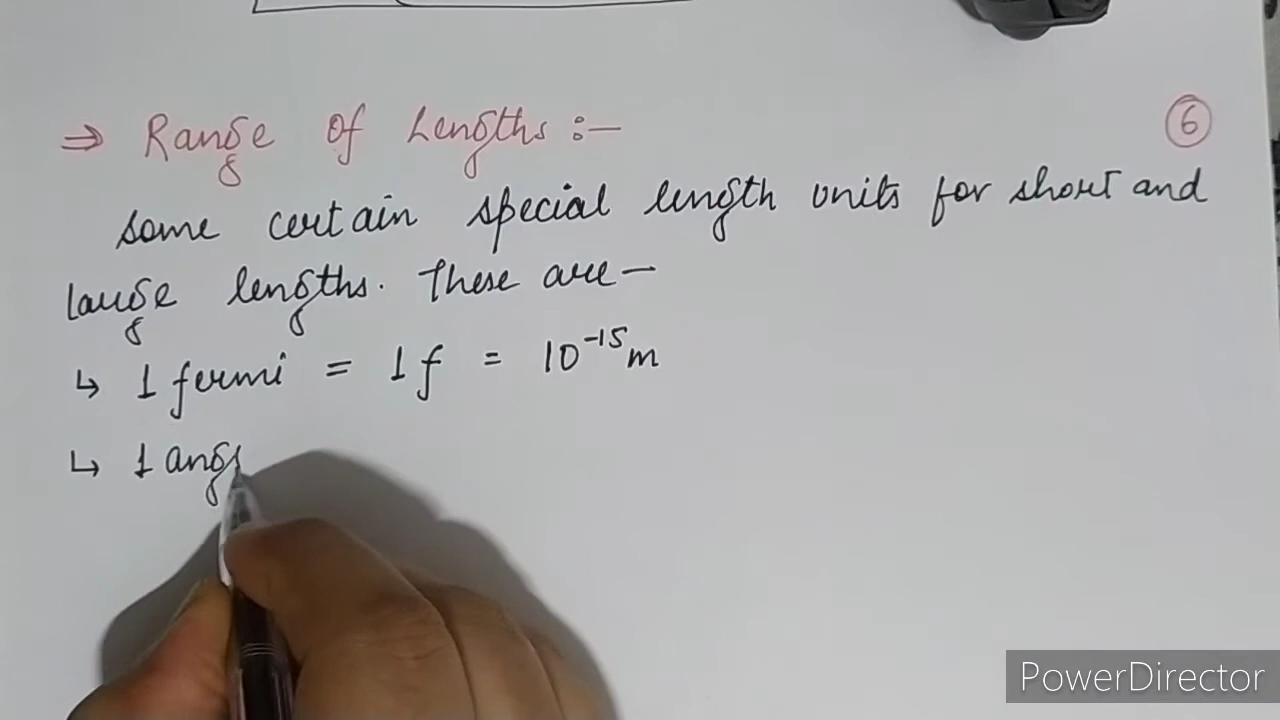 ⇒ Range Of Lengths :–
6
Some certain special length units for short and
large lengths. These are –
↳ 1 fermi = 1 f = 10⁻¹⁵ m
↳ 1 angs
PowerDirector